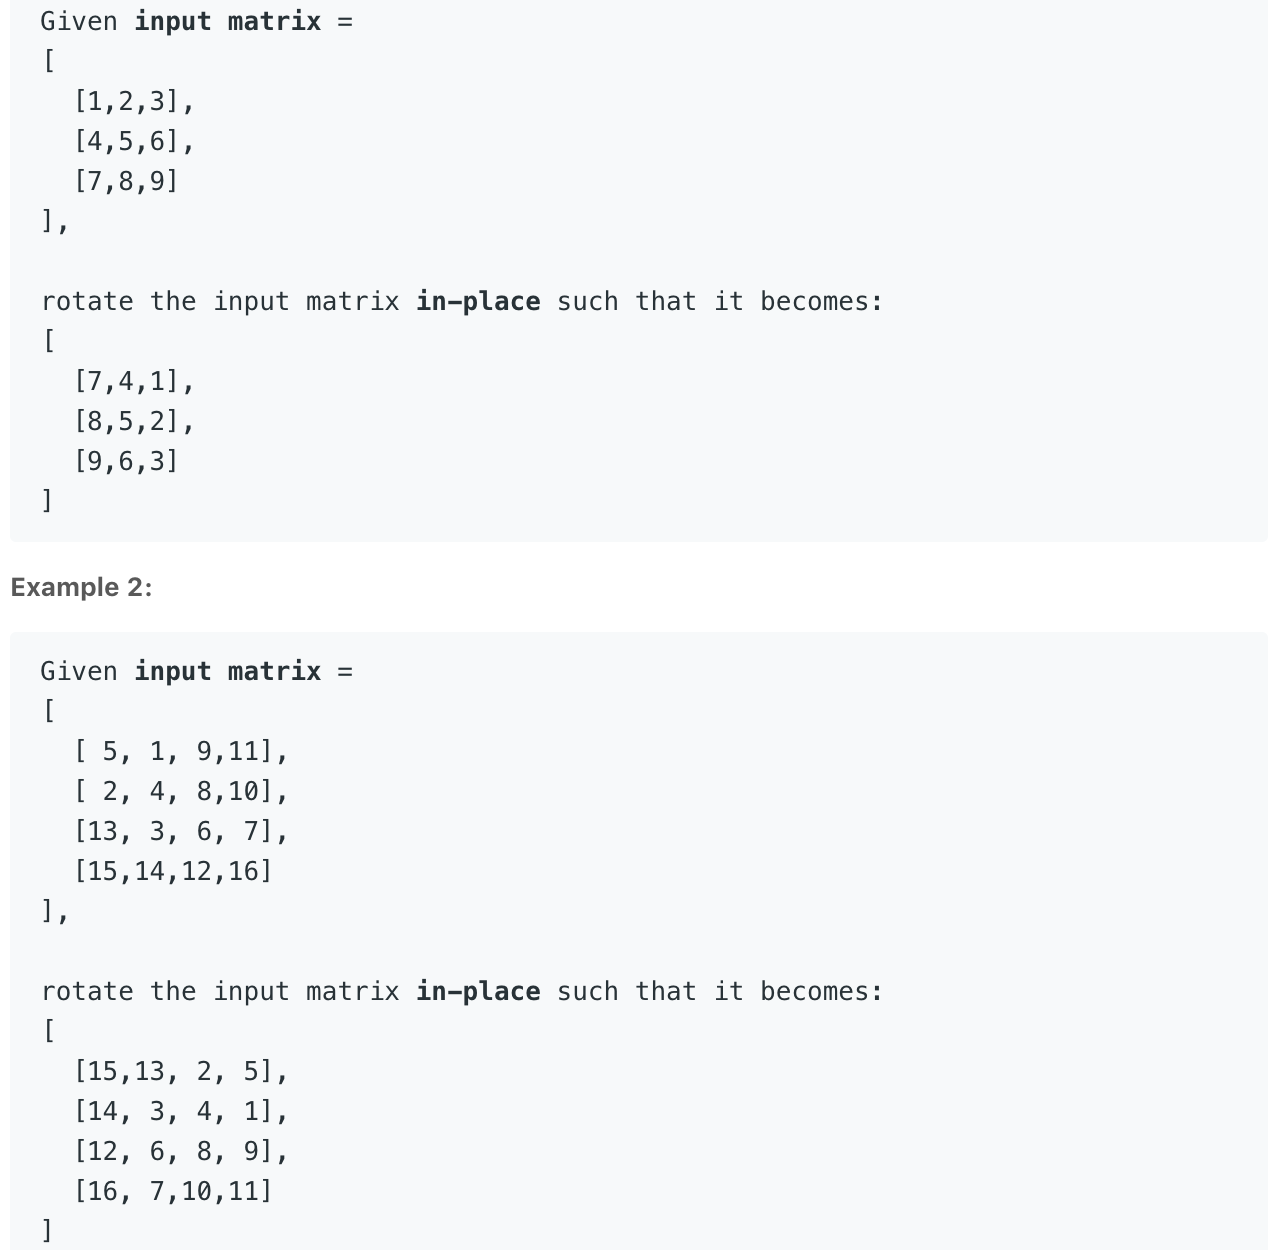 Given input matrix =
[
  [1,2,3],
  [4,5,6],
  [7,8,9]
],
rotate the input matrix in-place such that it becomes:
[
  [7,4,1],
  [8,5,2],
  [9,6,3]
]
Example 2:
Given input matrix =
[
  [ 5, 1, 9,11],
  [ 2, 4, 8,10],
  [13, 3, 6, 7],
  [15,14,12,16]
],
rotate the input matrix in-place such that it becomes:
[
  [15,13, 2, 5],
  [14, 3, 4, 1],
  [12, 6, 8, 9],
  [16, 7,10,11]
]